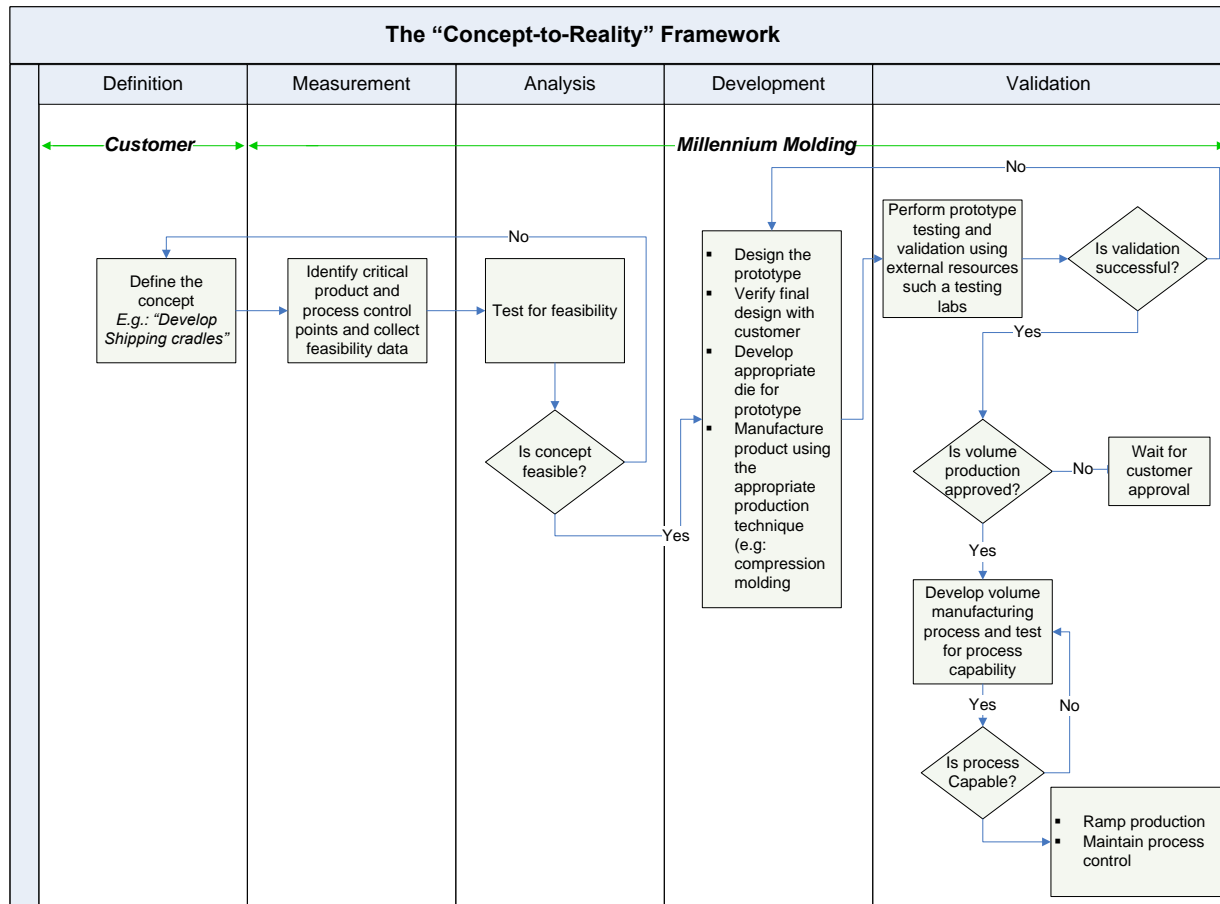 The “Concept-to-Reality” Framework
Definition
Measurement
Analysis
Development
Validation
Customer
Millennium Molding
No
No
Define the
concept
E.g.: “Develop
Shipping cradles”
Identify critical
product and
process control
points and collect
feasibility data
Test for feasibility
Is concept
feasible?
Yes
▪ Design the
prototype
▪ Verify final
design with
customer
▪ Develop
appropriate
die for
prototype
▪ Manufacture
product using
the
appropriate
production
technique
(e.g:
compression
molding
Perform prototype
testing and
validation using
external resources
such a testing
labs
Is validation
successful?
Yes
Is volume
production
approved?
No
Wait for
customer
approval
Yes
Develop volume
manufacturing
process and test
for process
capability
Yes
No
Is process
Capable?
▪ Ramp production
▪ Maintain process
control